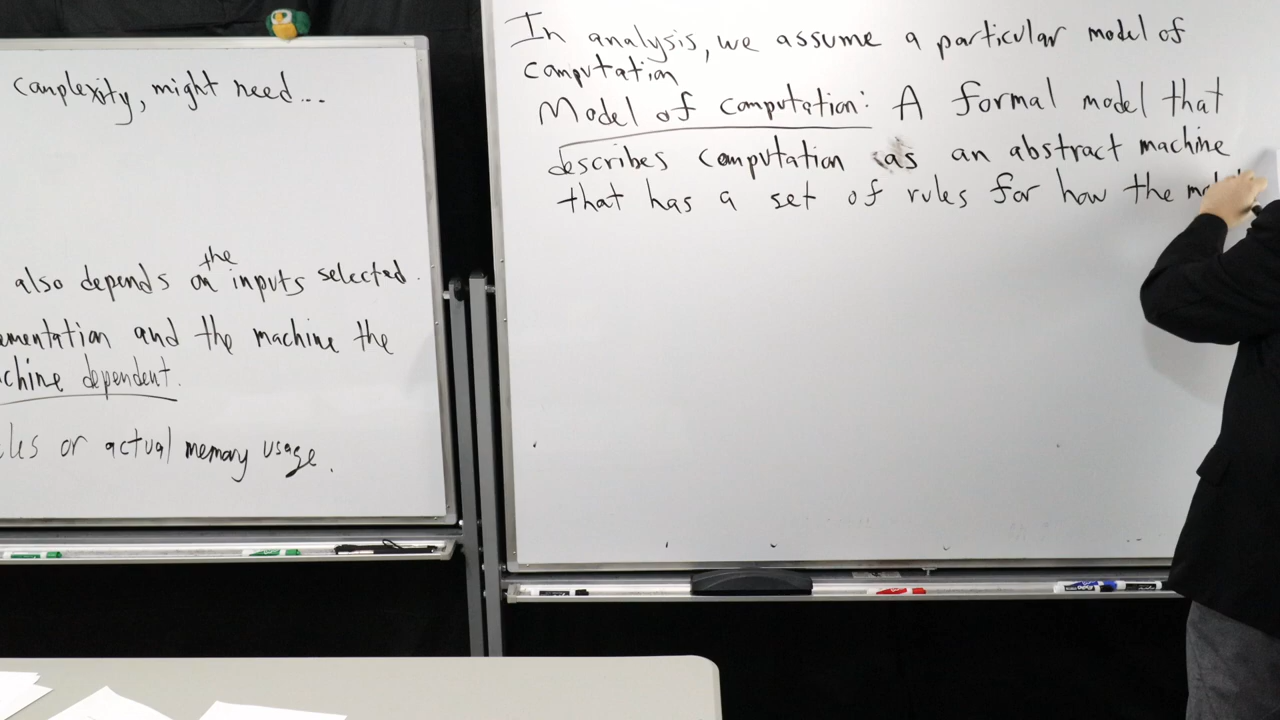 complexity, might need...
the
also depends on inputs selected.
ementation and the machine the
chine dependent.
or actual memory usage.
In analysis, we assume a particular model of
computation
Model of computation: A formal model that
describes computation as an abstract machine
that has a set of rules for how the